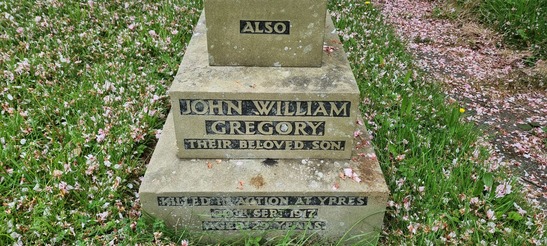 ALSO
JOHN WILLIAM
GREGORY
THEIR BELOVED SON.
KILLED IN ACTION AT YPRES
SEPT 1917
AGED YEARS